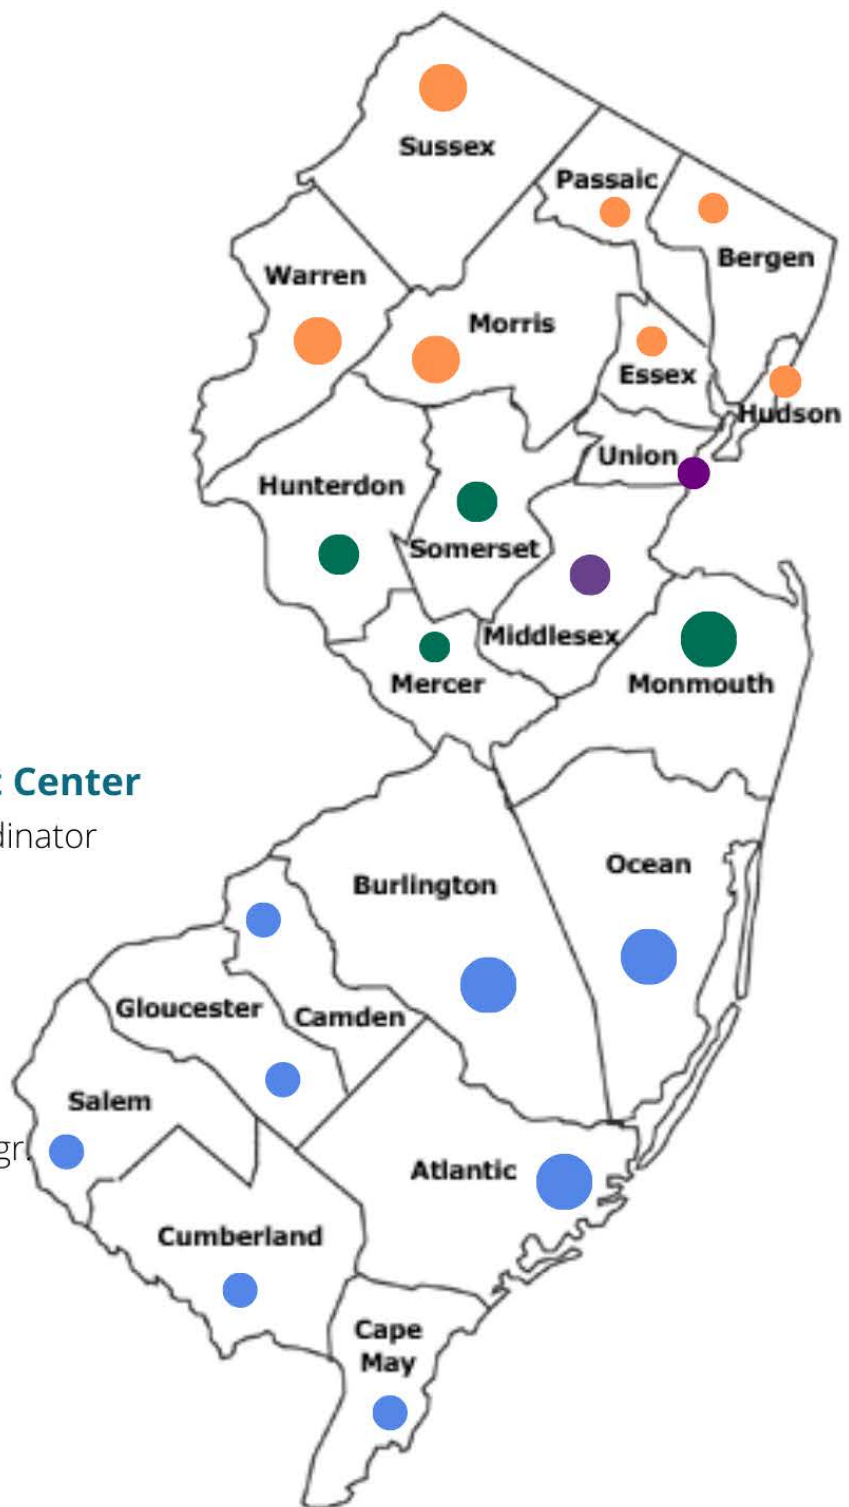 Sussex
Passaic
Bergen
Warren
Morris
Essex
Hudson
Union
Hunterdon
Somerset
Middlesex
Mercer
Monmouth
Center
dinator
Ocean
Burlington
Gloucester
Camden
Salem
gr.
Atlantic
Cumberland
Cape
May